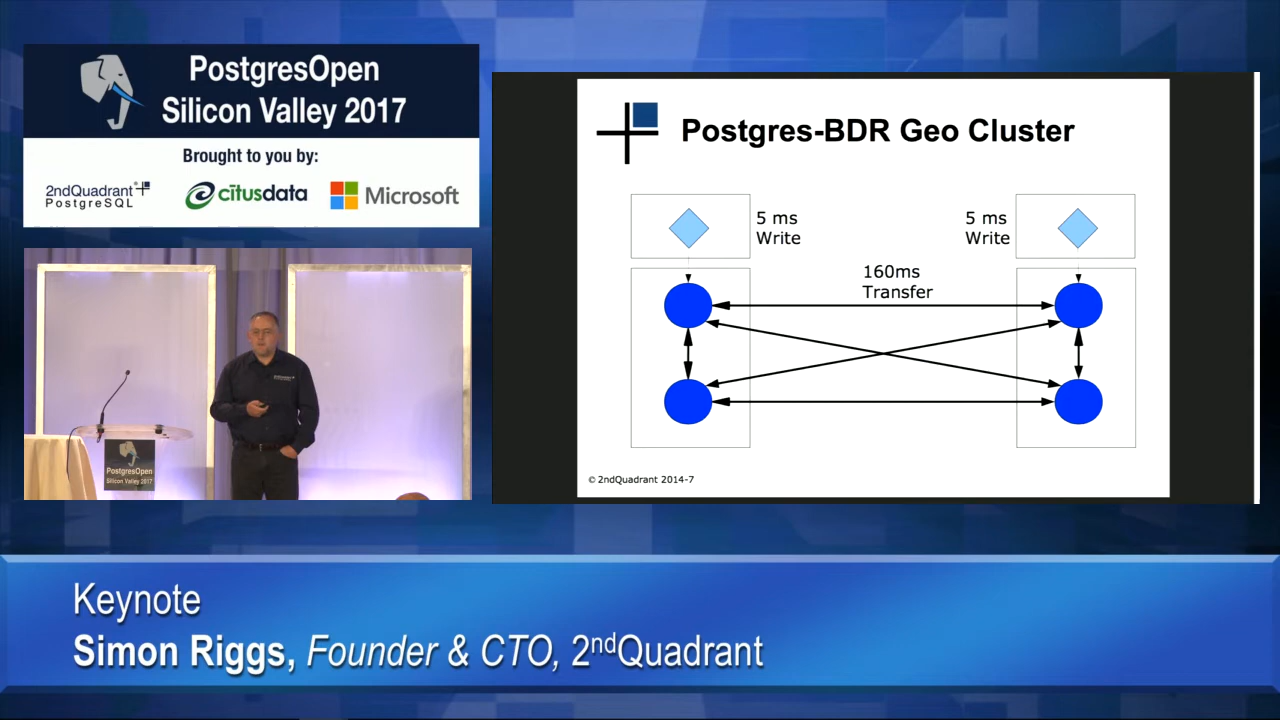 PostgresOpen
Silicon Valley 2017
Brought to you by:
2ndQuadrant
PostgreSQL
citusdata
Microsoft
PostgresOpen
Silicon Valley 2017
Postgres-BDR Geo Cluster
5 ms
Write
5 ms
Write
160ms
Transfer
© 2ndQuadrant 2014-7
Keynote
Simon Riggs, Founder & CTO, 2ndQuadrant